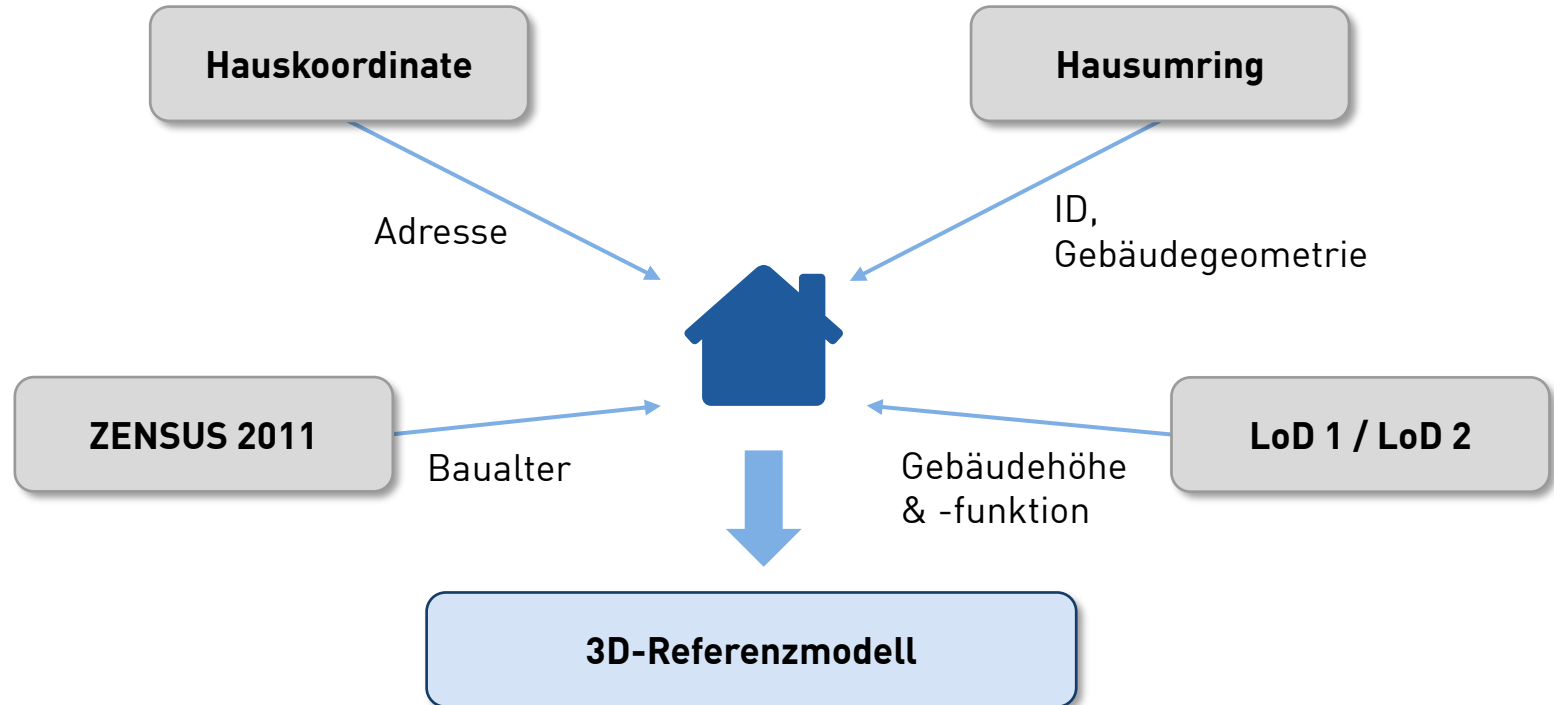 Hauskoordinate
Hausumring
Adresse
ID,
Gebäudegeometrie
ZENSUS 2011
Baualter
Gebäudehöhe
& -funktion
LoD 1 / LoD 2
3D-Referenzmodell